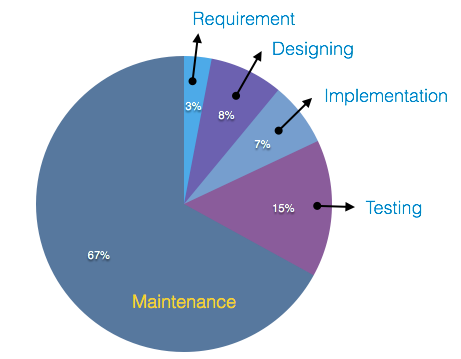 Requirement
Designing
Implementation
3%
8%
7%
15%
Testing
67%
Maintenance